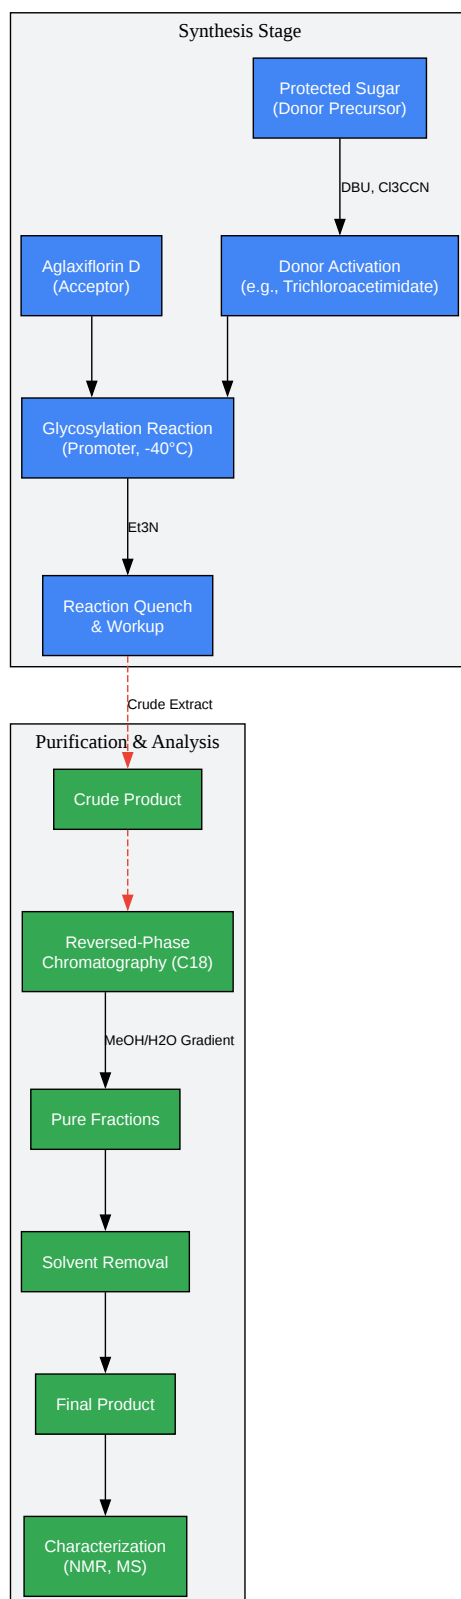 Synthesis Stage
Protected Sugar
(Donor Precursor)
DBU, Cl3CCN
Aglaxiflorin D
(Acceptor)
Donor Activation
(e.g., Trichloroacetimidate)
Glycosylation Reaction
(Promoter, -40°C)
Et3N
Reaction Quench
& Workup
Crude Extract
Purification & Analysis
Crude Product
Reversed-Phase
Chromatography (C18)
MeOH/H2O Gradient
Pure Fractions
Solvent Removal
Final Product
Characterization
(NMR, MS)